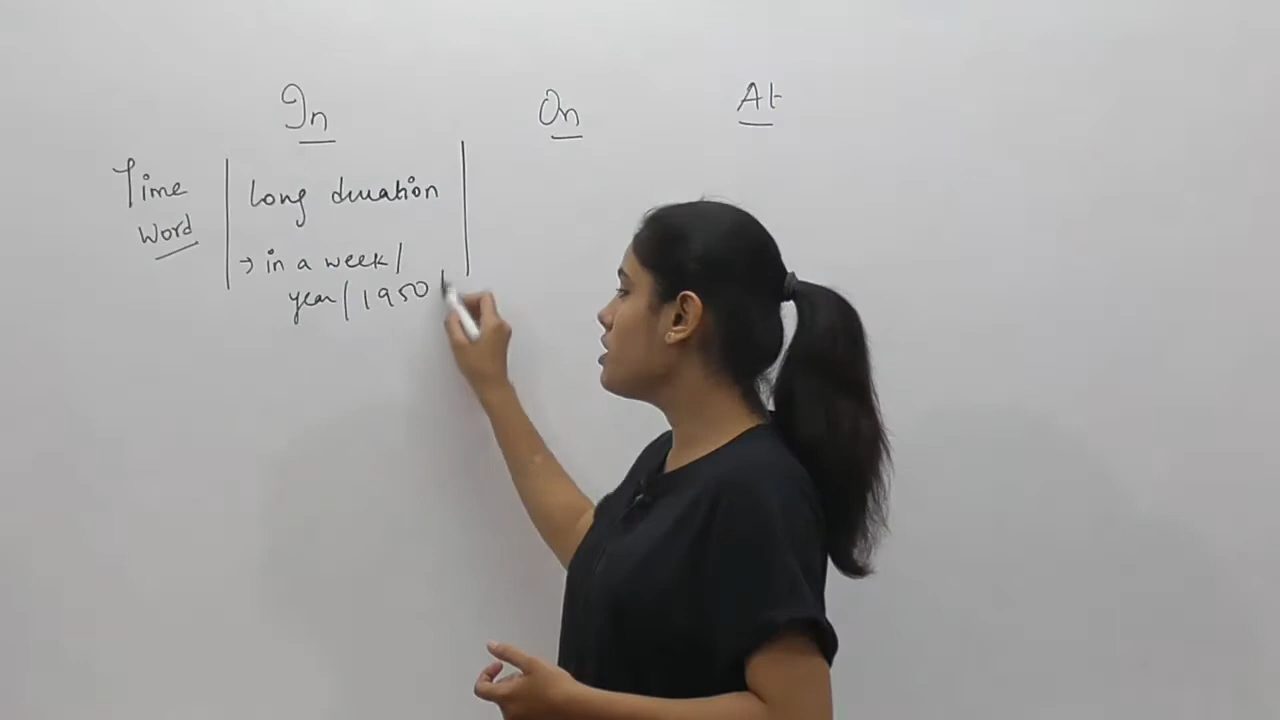 In On At
Time Long duration
Word
→ in a week/
year/1950/